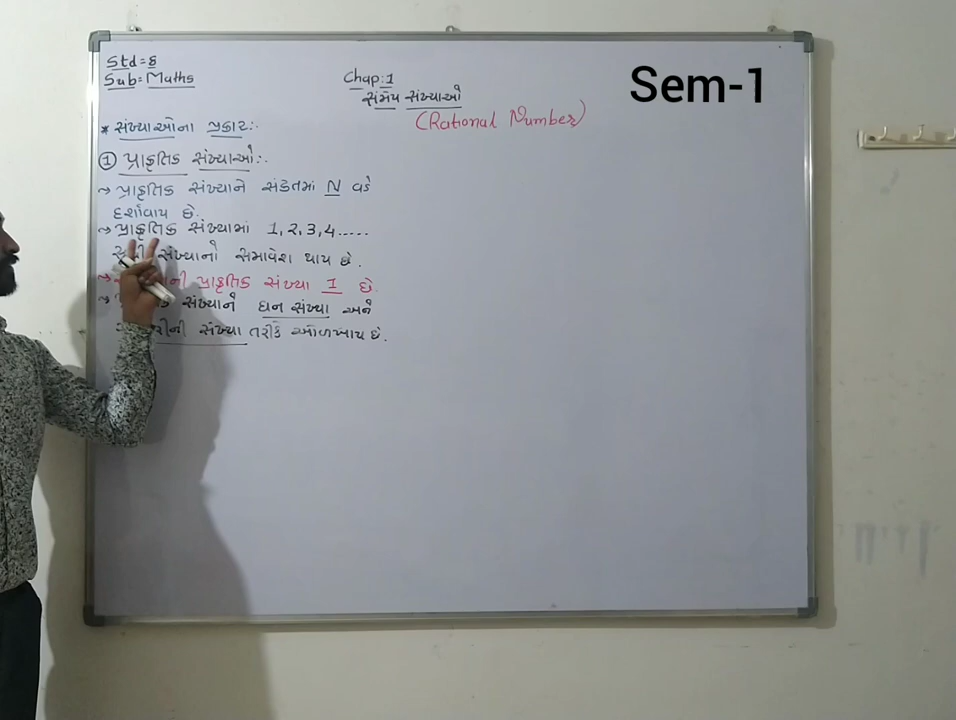 Std = 8
Sub = Maths
Chap : 1
સંમેય સંખ્યાઓ
(Rational Number)
Sem-1
* સંખ્યાઓના પ્રકાર :-
① પ્રાકૃતિક સંખ્યાઓ :-
→ પ્રાકૃતિક સંખ્યાને સંકેતમાં N વડે
દર્શાવાય છે.
→ પ્રાકૃતિક સંખ્યામાં 1, 2, 3, 4.....
સંખ્યાનો સમાવેશ થાય છે.
→ પ્રાકૃતિક સંખ્યા 1 છે.
→ સંખ્યાને ધન સંખ્યા અને
સંખ્યા તરીકે ઓળખાય છે.